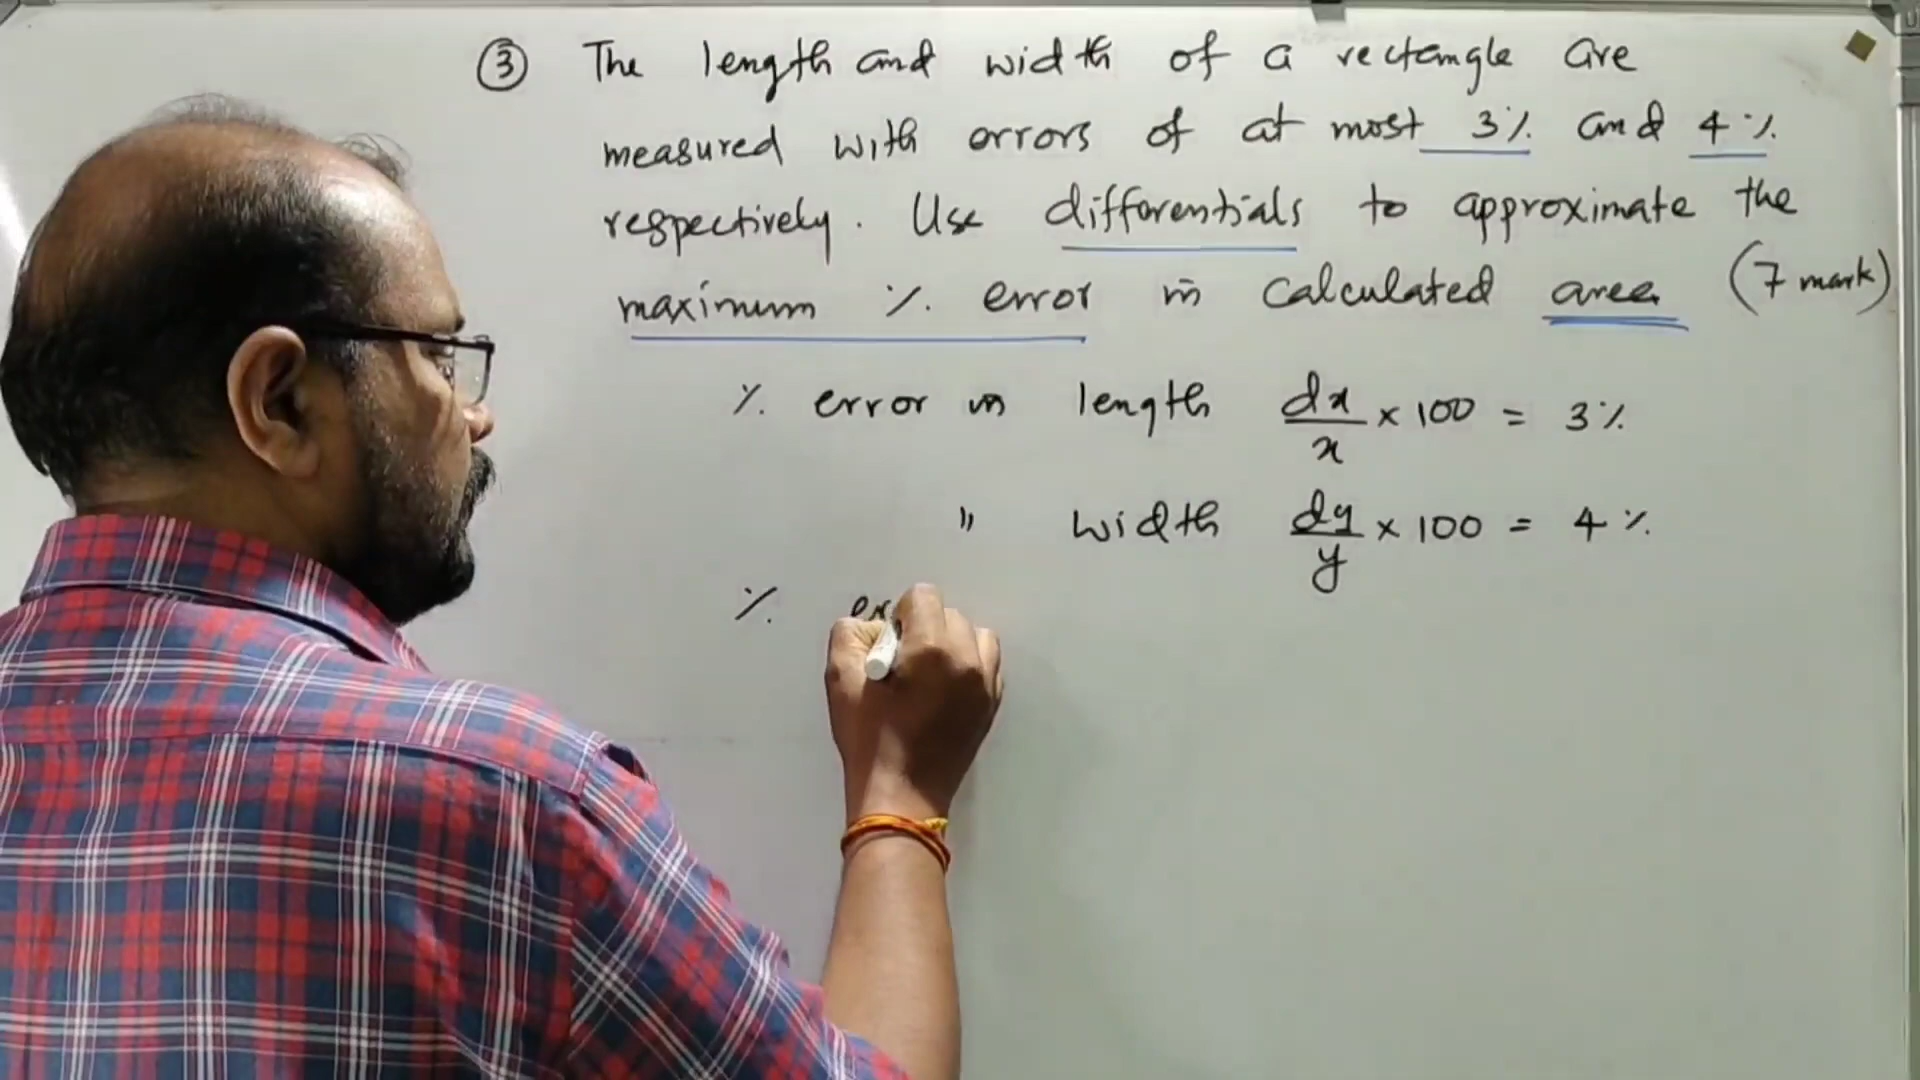 ③ The length and width of a rectangle are
measured with errors of at most 3% and 4%
respectively. Use differentials to approximate the
maximum % error in calculated area (7 mark)
% error in length dx/x × 100 = 3%
" width dy/y × 100 = 4%
%